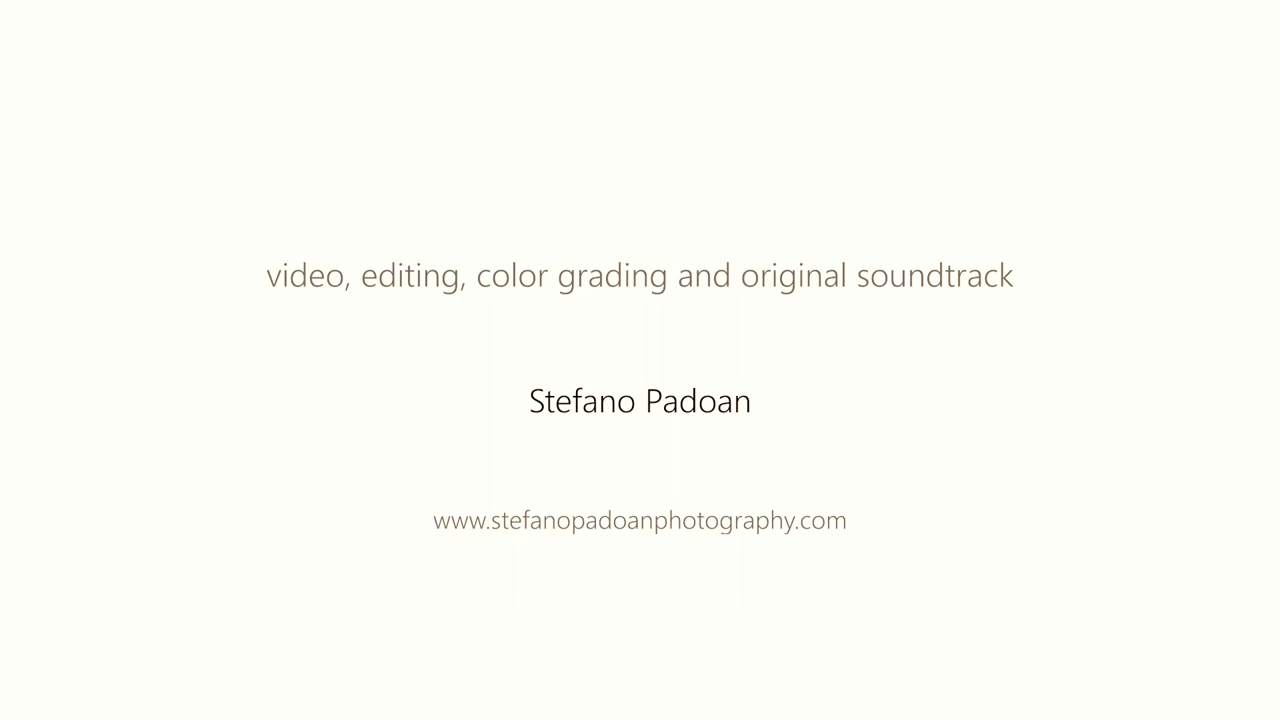 video, editing, color grading and original soundtrack
Stefano Padoan
www.stefanopadoanphotography.com